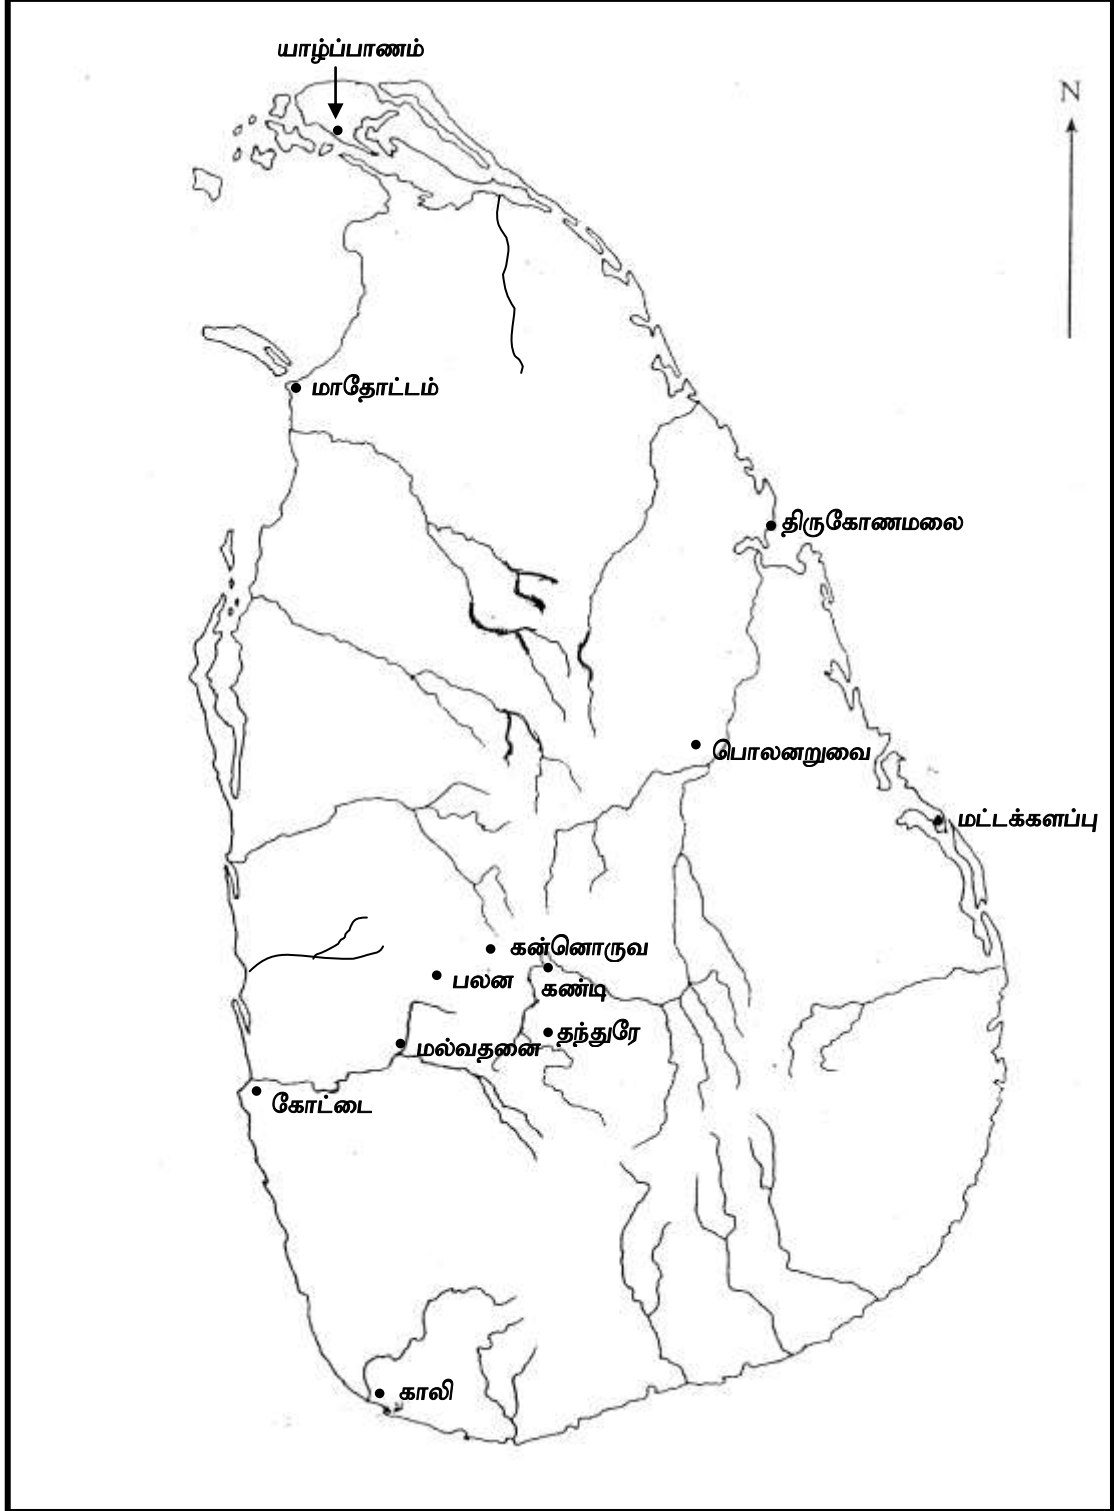 யாழ்ப்பாணம்
N
மாதோட்டம்
திருகோணமலை
பொலனறுவை
மட்டக்களப்பு
கன்னொருவ
பலன
கண்டி
தந்துரே
மல்வதனை
கோட்டை
காலி